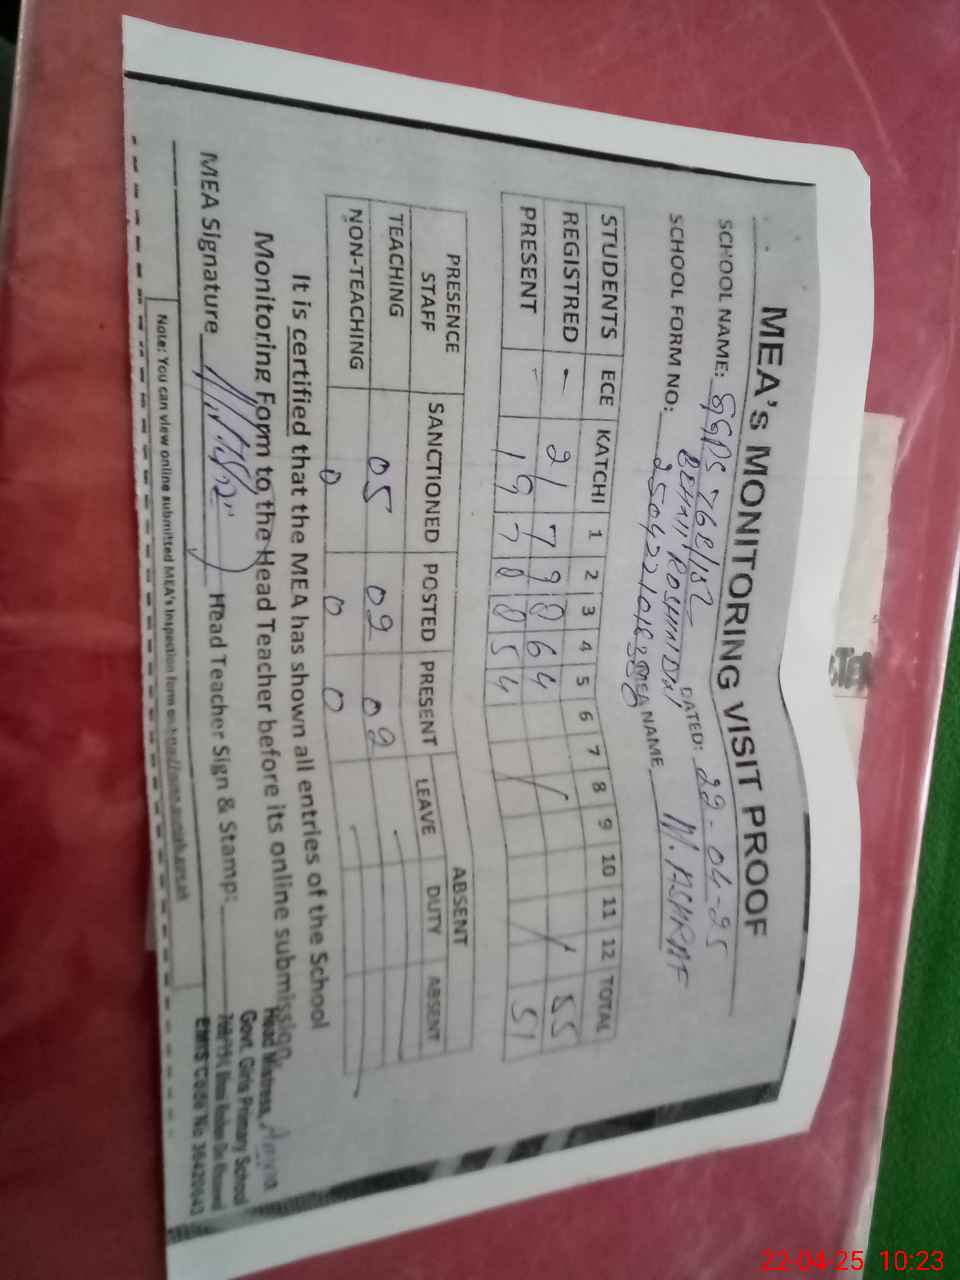 MEA's MONITORING VISIT PROOF
SCHOOL NAME: GGPS 76E/15L DATED: 22-04-25
SCHOOL FORM NO: 250422101838 MEA NAME M. ASHRAF
STUDENTS ECE KATCHI 1 2 3 4 5 6 7 8 9 10 11 12 TOTAL
REGISTRED - 21 7 9 8 6 4 / / 55
PRESENT - 19 7 8 8 5 4 / / 51
PRESENCE STAFF SANCTIONED POSTED PRESENT ABSENT
LEAVE DUTY ABSENT
TEACHING 05 02 02
NON-TEACHING 0 0 0
It is certified that the MEA has shown all entries of the School
Monitoring Form to the Head Teacher before its online submission.
MEA Signature Head Teacher Sign & Stamp:
Head Mistress,
Govt. Girls Primary School
EMIS Code No
Note: You can view online submitted MEA's Inspection form on
22-04-25 10:23